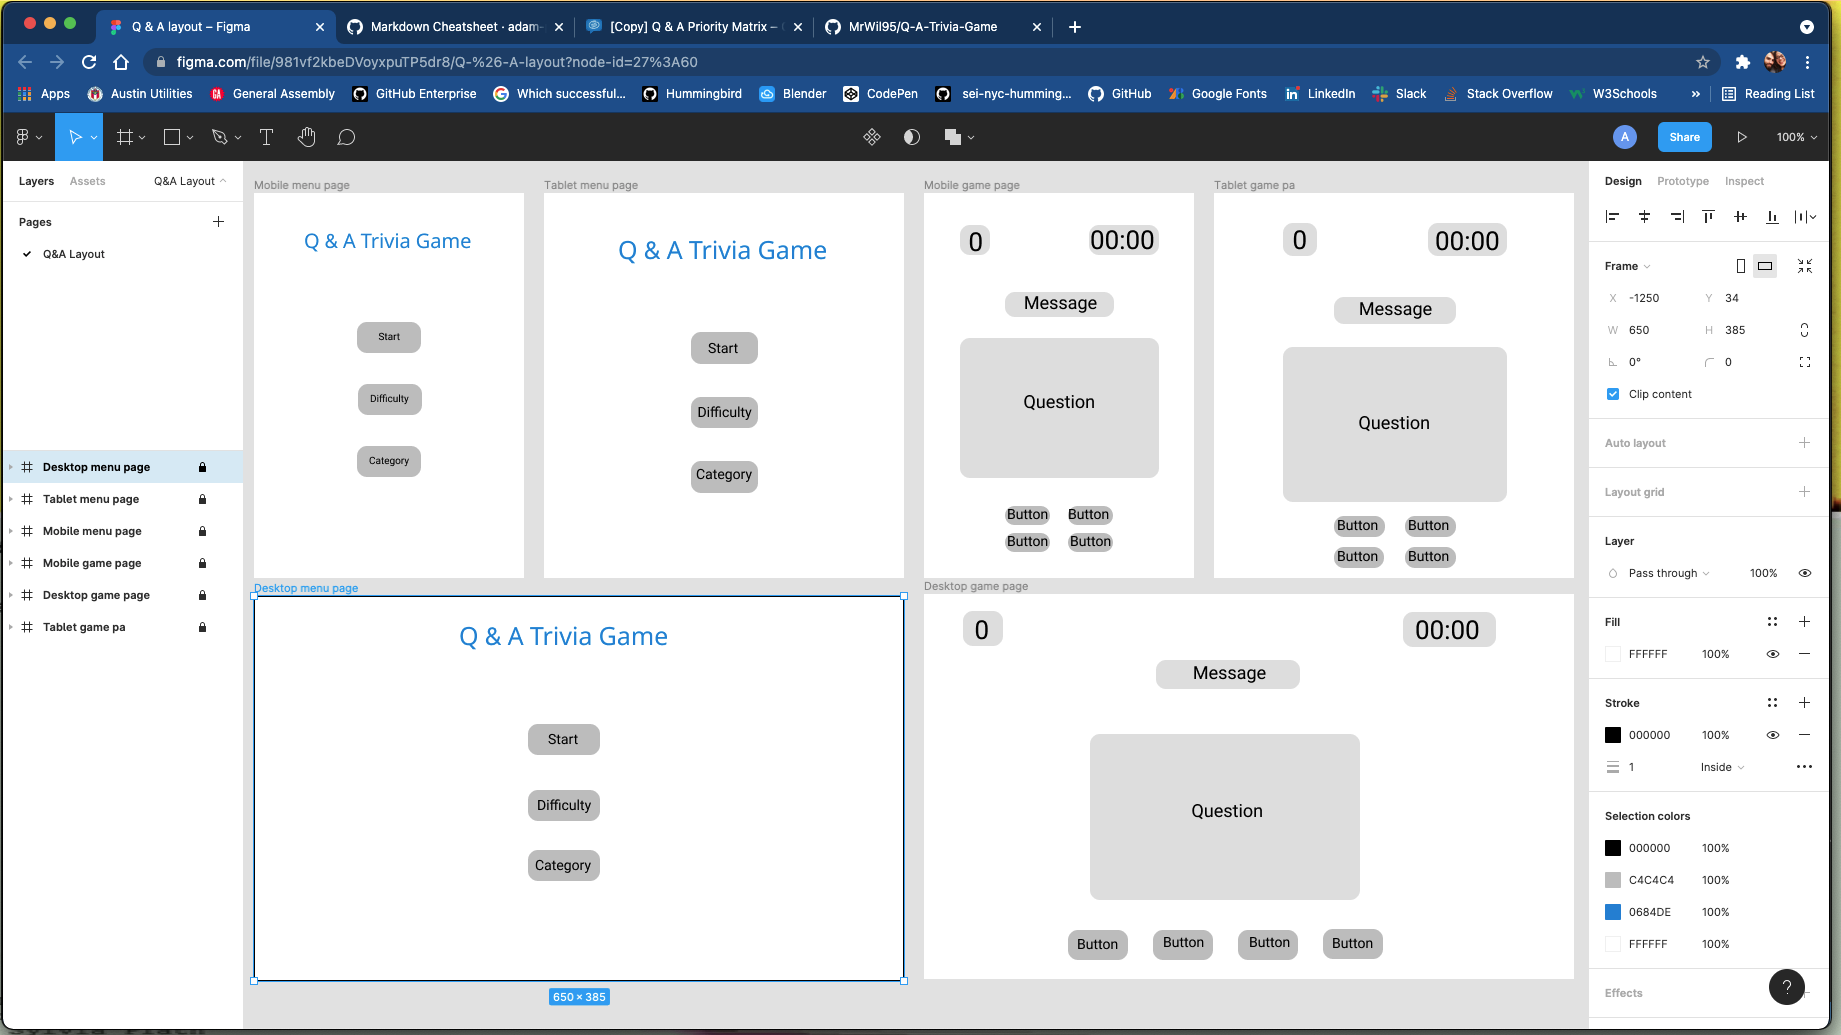 Q & A layout – Figma
Markdown Cheatsheet · adam-
[Copy] Q & A Priority Matrix –
MrWil95/Q-A-Trivia-Game
figma.com/file/981vf2kbeDVoyxpuTP5dr8/Q-%26-A-layout?node-id=27%3A60
Apps
Austin Utilities
General Assembly
GitHub Enterprise
Which successful...
Hummingbird
Blender
CodePen
sei-nyc-humming...
GitHub
Google Fonts
LinkedIn
Slack
Stack Overflow
W3Schools
»
Reading List
A
Share
100%
Layers
Assets
Q&A Layout
Pages
Q&A Layout
Desktop menu page
Tablet menu page
Mobile menu page
Mobile game page
Desktop game page
Tablet game pa
Mobile menu page
Q & A Trivia Game
Start
Difficulty
Category
Tablet menu page
Q & A Trivia Game
Start
Difficulty
Category
Mobile game page
0
00:00
Message
Question
Button
Button
Button
Button
Tablet game pa
0
00:00
Message
Question
Button
Button
Button
Button
Desktop menu page
Q & A Trivia Game
Start
Difficulty
Category
650 × 385
Desktop game page
0
00:00
Message
Question
Button
Button
Button
Button
Design
Prototype
Inspect
Frame
X -1250
Y 34
W 650
H 385
0°
0
Clip content
Auto layout
Layout grid
Layer
Pass through
100%
Fill
FFFFFF
100%
Stroke
000000
100%
1
Inside
Selection colors
000000
100%
C4C4C4
100%
0684DE
100%
FFFFFF
100%
Effects
?